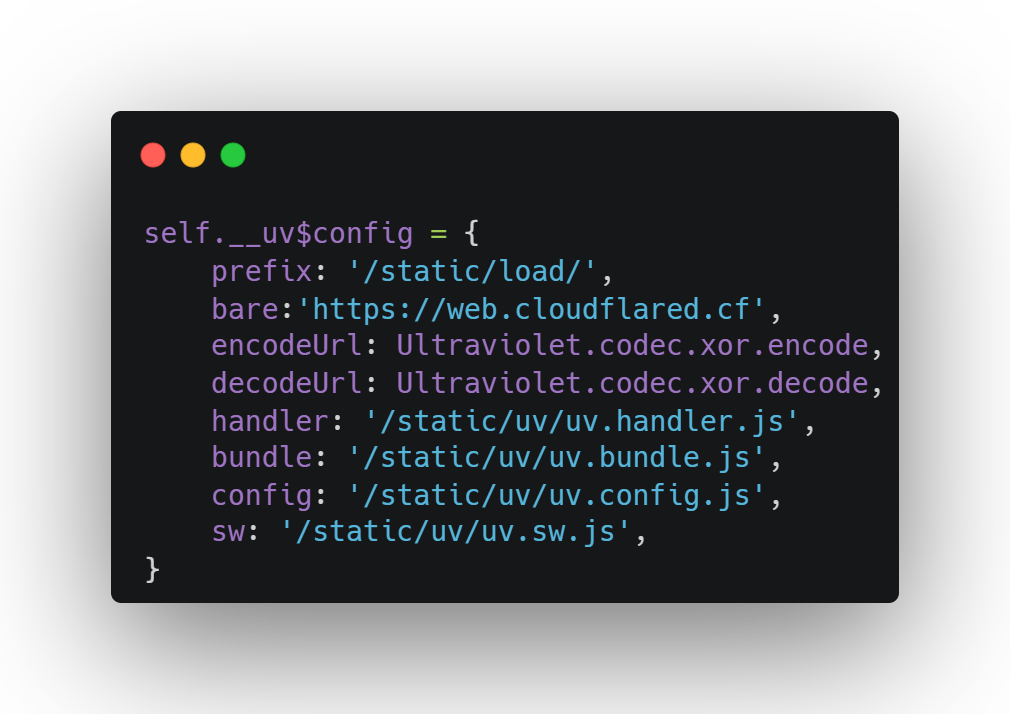 self.__uv$config = {
    prefix: '/static/load/',
    bare:'https://web.cloudflared.cf',
    encodeUrl: Ultraviolet.codec.xor.encode,
    decodeUrl: Ultraviolet.codec.xor.decode,
    handler: '/static/uv/uv.handler.js',
    bundle: '/static/uv/uv.bundle.js',
    config: '/static/uv/uv.config.js',
    sw: '/static/uv/uv.sw.js',
}